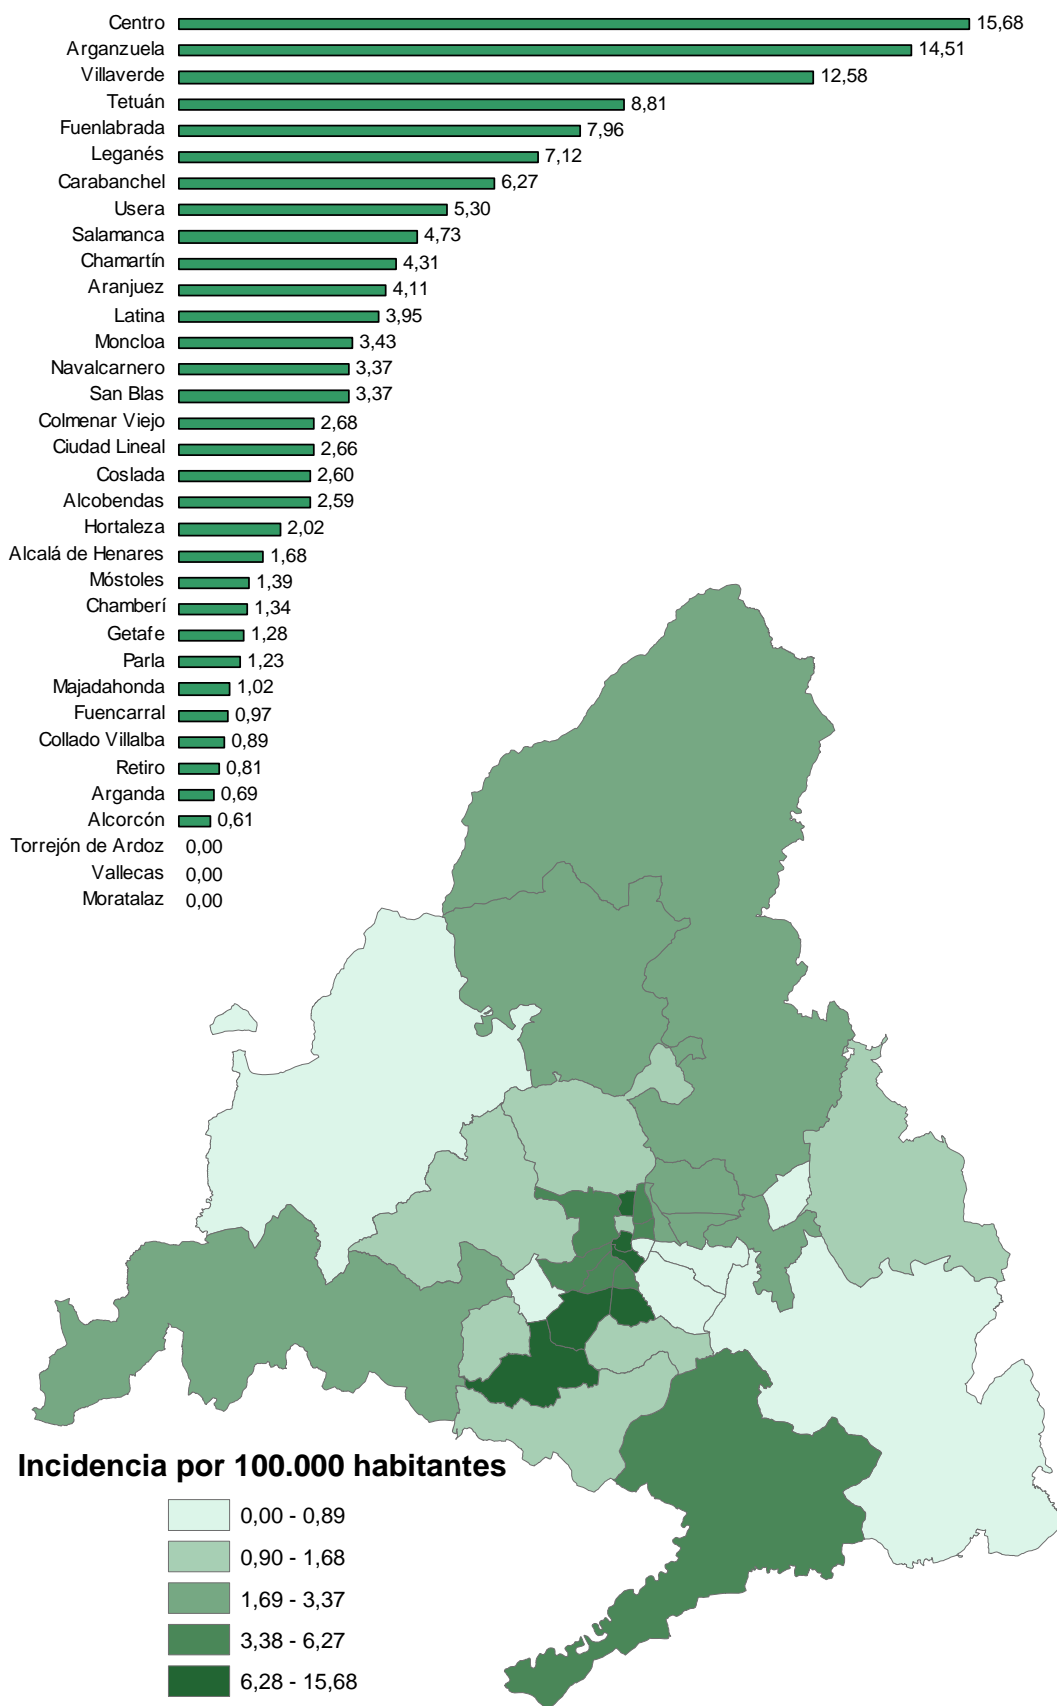 Centro 15,68
Arganzuela 14,51
Villaverde 12,58
Tetuán 8,81
Fuenlabrada 7,96
Leganés 7,12
Carabanchel 6,27
Usera 5,30
Salamanca 4,73
Chamartín 4,31
Aranjuez 4,11
Latina 3,95
Moncloa 3,43
Navalcarnero 3,37
San Blas 3,37
Colmenar Viejo 2,68
Ciudad Lineal 2,66
Coslada 2,60
Alcobendas 2,59
Hortaleza 2,02
Alcalá de Henares 1,68
Móstoles 1,39
Chamberí 1,34
Getafe 1,28
Parla 1,23
Majadahonda 1,02
Fuencarral 0,97
Collado Villalba 0,89
Retiro 0,81
Arganda 0,69
Alcorcón 0,61
Torrejón de Ardoz 0,00
Vallecas 0,00
Moratalaz 0,00
Incidencia por 100.000 habitantes
0,00 - 0,89
0,90 - 1,68
1,69 - 3,37
3,38 - 6,27
6,28 - 15,68